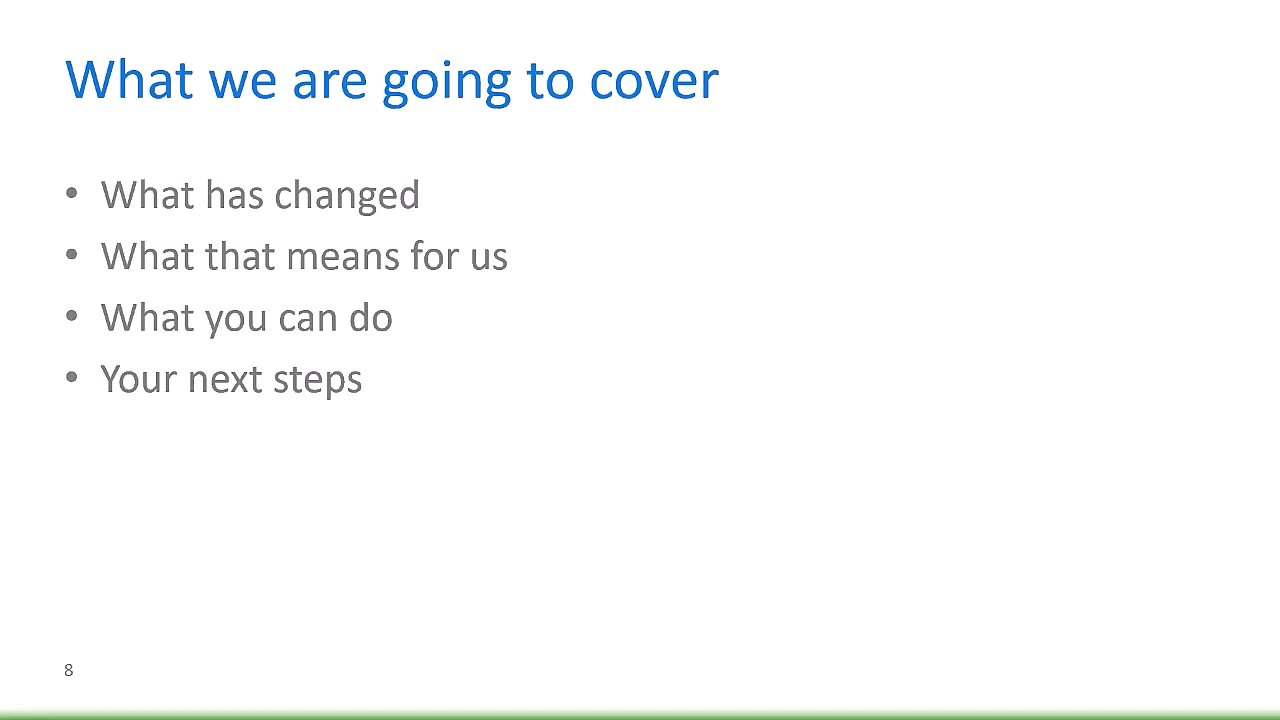 What we are going to cover
• What has changed
• What that means for us
• What you can do
• Your next steps
8